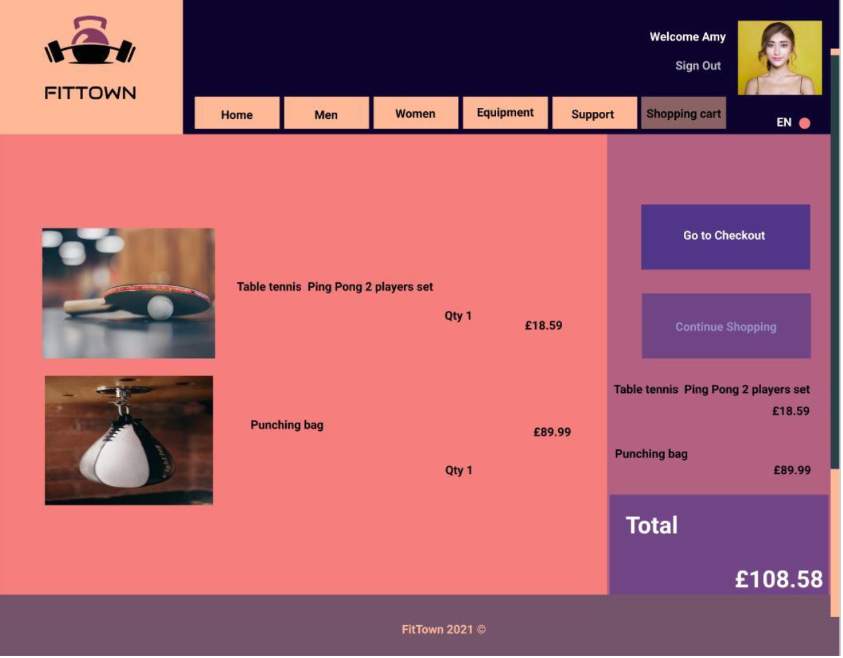 FITTOWN
Welcome Amy
Sign Out
Home
Men
Women
Equipment
Support
Shopping cart
EN
Table tennis Ping Pong 2 players set
Qty 1
£18.59
Punching bag
£89.99
Qty 1
Go to Checkout
Continue Shopping
Table tennis Ping Pong 2 players set
£18.59
Punching bag
£89.99
Total
£108.58
FitTown 2021 ©